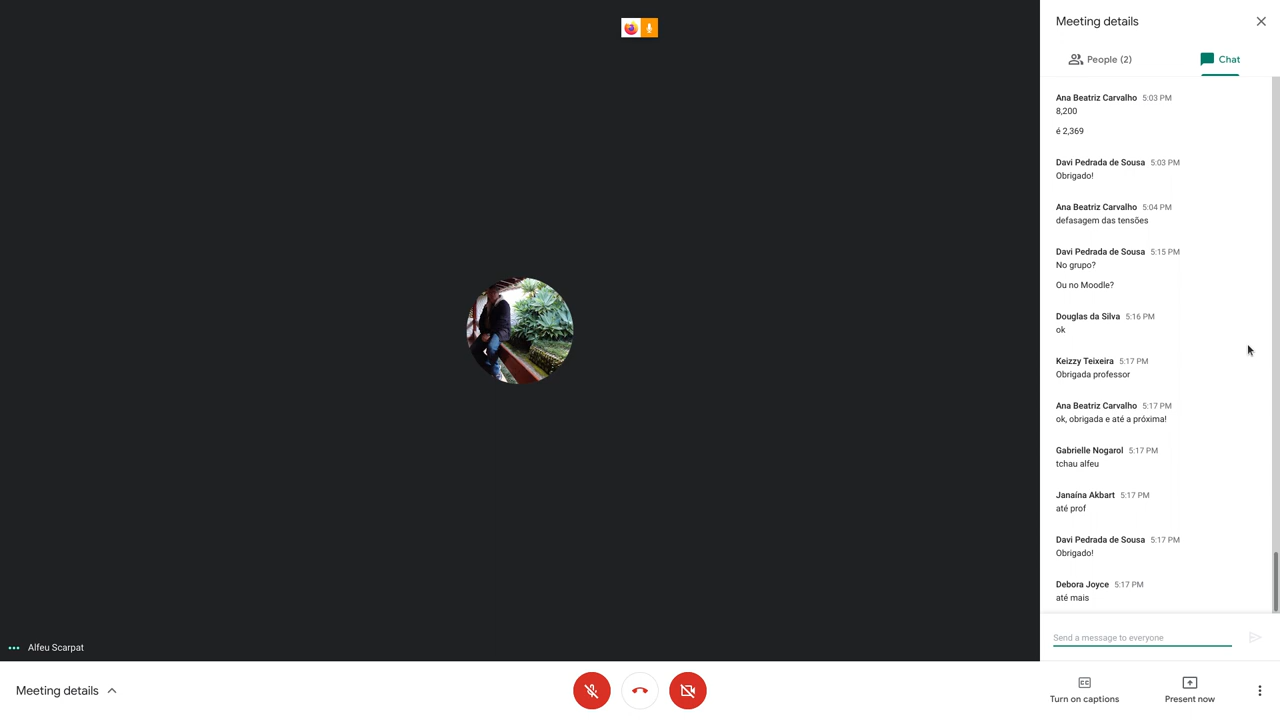 Meeting details
People (2)
Chat
Ana Beatriz Carvalho 5:03 PM
8,200
é 2,369
Davi Pedrada de Sousa 5:03 PM
Obrigado!
Ana Beatriz Carvalho 5:04 PM
defasagem das tensões
Davi Pedrada de Sousa 5:15 PM
No grupo?
Ou no Moodle?
Douglas da Silva 5:16 PM
ok
Keizzy Teixeira 5:17 PM
Obrigada professor
Ana Beatriz Carvalho 5:17 PM
ok, obrigada e até a próxima!
Gabrielle Nogarol 5:17 PM
tchau alfeu
Janaína Akbart 5:17 PM
até prof
Davi Pedrada de Sousa 5:17 PM
Obrigado!
Debora Joyce 5:17 PM
até mais
Send a message to everyone
Alfeu Scarpat
Meeting details
CC
Turn on captions
Present now